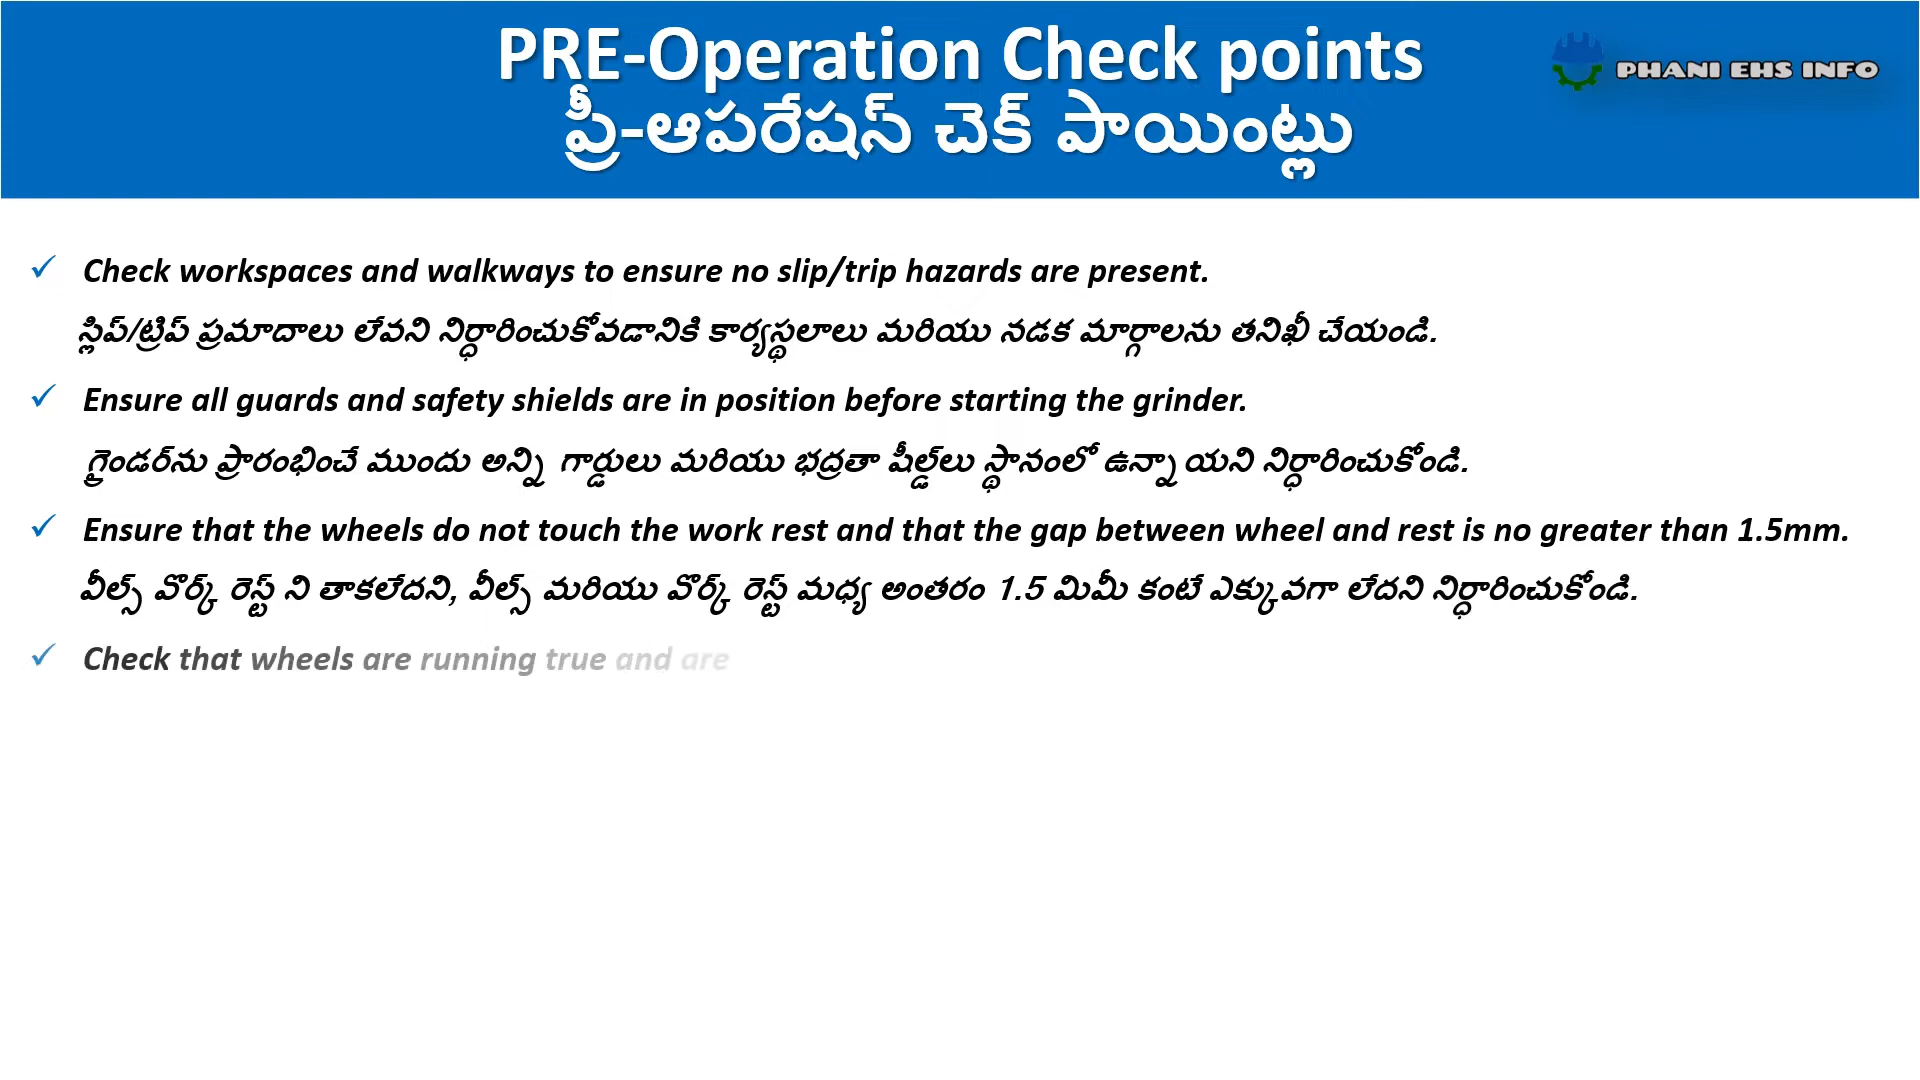 PRE-Operation Check points
ప్రీ-ఆపరేషన్ చెక్ పాయింట్లు
PHANI EHS INFO
✓ Check workspaces and walkways to ensure no slip/trip hazards are present.
స్లిప్/ట్రిప్ ప్రమాదాలు లేవని నిర్ధారించుకోవడానికి కార్యస్థలాలు మరియు నడక మార్గాలను తనిఖీ చేయండి.
✓ Ensure all guards and safety shields are in position before starting the grinder.
గ్రైండర్‌ను ప్రారంభించే ముందు అన్ని గార్డులు మరియు భద్రతా షీల్డ్‌లు స్థానంలో ఉన్నాయని నిర్ధారించుకోండి.
✓ Ensure that the wheels do not touch the work rest and that the gap between wheel and rest is no greater than 1.5mm.
వీల్స్ వొర్క్ రెస్ట్ ని తాకలేదని, వీల్స్ మరియు వొర్క్ రెస్ట్ మధ్య అంతరం 1.5 మిమీ కంటే ఎక్కువగా లేదని నిర్ధారించుకోండి.
✓ Check that wheels are running true and are